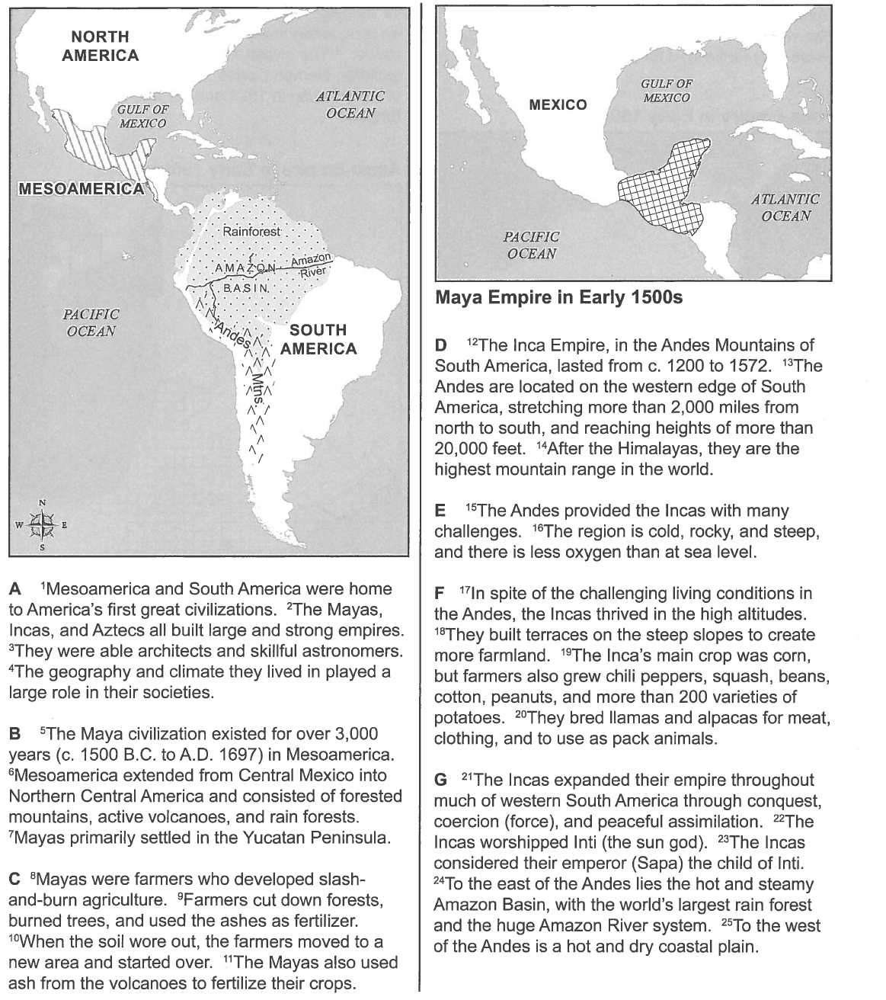 NORTH
AMERICA
ATLANTIC
OCEAN
GULF OF
MEXICO
MESOAMERICA
Rainforest
AMAZON
BASIN
Amazon
River
PACIFIC
OCEAN
Andes
Mtns.
SOUTH
AMERICA
N
W E
S
A ¹Mesoamerica and South America were home
to America's first great civilizations. ²The Mayas,
Incas, and Aztecs all built large and strong empires.
³They were able architects and skillful astronomers.
⁴The geography and climate they lived in played a
large role in their societies.
B ⁵The Maya civilization existed for over 3,000
years (c. 1500 B.C. to A.D. 1697) in Mesoamerica.
⁶Mesoamerica extended from Central Mexico into
Northern Central America and consisted of forested
mountains, active volcanoes, and rain forests.
⁷Mayas primarily settled in the Yucatan Peninsula.
C ⁸Mayas were farmers who developed slash-
and-burn agriculture. ⁹Farmers cut down forests,
burned trees, and used the ashes as fertilizer.
¹⁰When the soil wore out, the farmers moved to a
new area and started over. ¹¹The Mayas also used
ash from the volcanoes to fertilize their crops.
MEXICO
GULF OF
MEXICO
ATLANTIC
OCEAN
PACIFIC
OCEAN
Maya Empire in Early 1500s
D ¹²The Inca Empire, in the Andes Mountains of
South America, lasted from c. 1200 to 1572. ¹³The
Andes are located on the western edge of South
America, stretching more than 2,000 miles from
north to south, and reaching heights of more than
20,000 feet. ¹⁴After the Himalayas, they are the
highest mountain range in the world.
E ¹⁵The Andes provided the Incas with many
challenges. ¹⁶The region is cold, rocky, and steep,
and there is less oxygen than at sea level.
F ¹⁷In spite of the challenging living conditions in
the Andes, the Incas thrived in the high altitudes.
¹⁸They built terraces on the steep slopes to create
more farmland. ¹⁹The Inca's main crop was corn,
but farmers also grew chili peppers, squash, beans,
cotton, peanuts, and more than 200 varieties of
potatoes. ²⁰They bred llamas and alpacas for meat,
clothing, and to use as pack animals.
G ²¹The Incas expanded their empire throughout
much of western South America through conquest,
coercion (force), and peaceful assimilation. ²²The
Incas worshipped Inti (the sun god). ²³The Incas
considered their emperor (Sapa) the child of Inti.
²⁴To the east of the Andes lies the hot and steamy
Amazon Basin, with the world's largest rain forest
and the huge Amazon River system. ²⁵To the west
of the Andes is a hot and dry coastal plain.